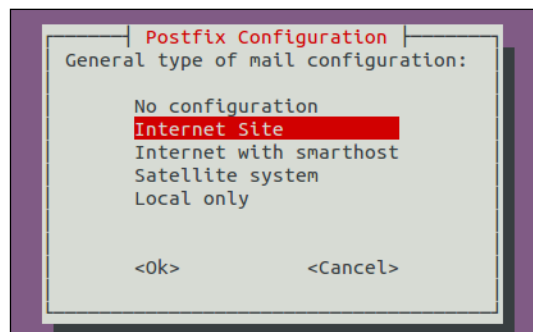 Postfix Configuration
General type of mail configuration:
No configuration
Internet Site
Internet with smarthost
Satellite system
Local only
<Ok> <Cancel>